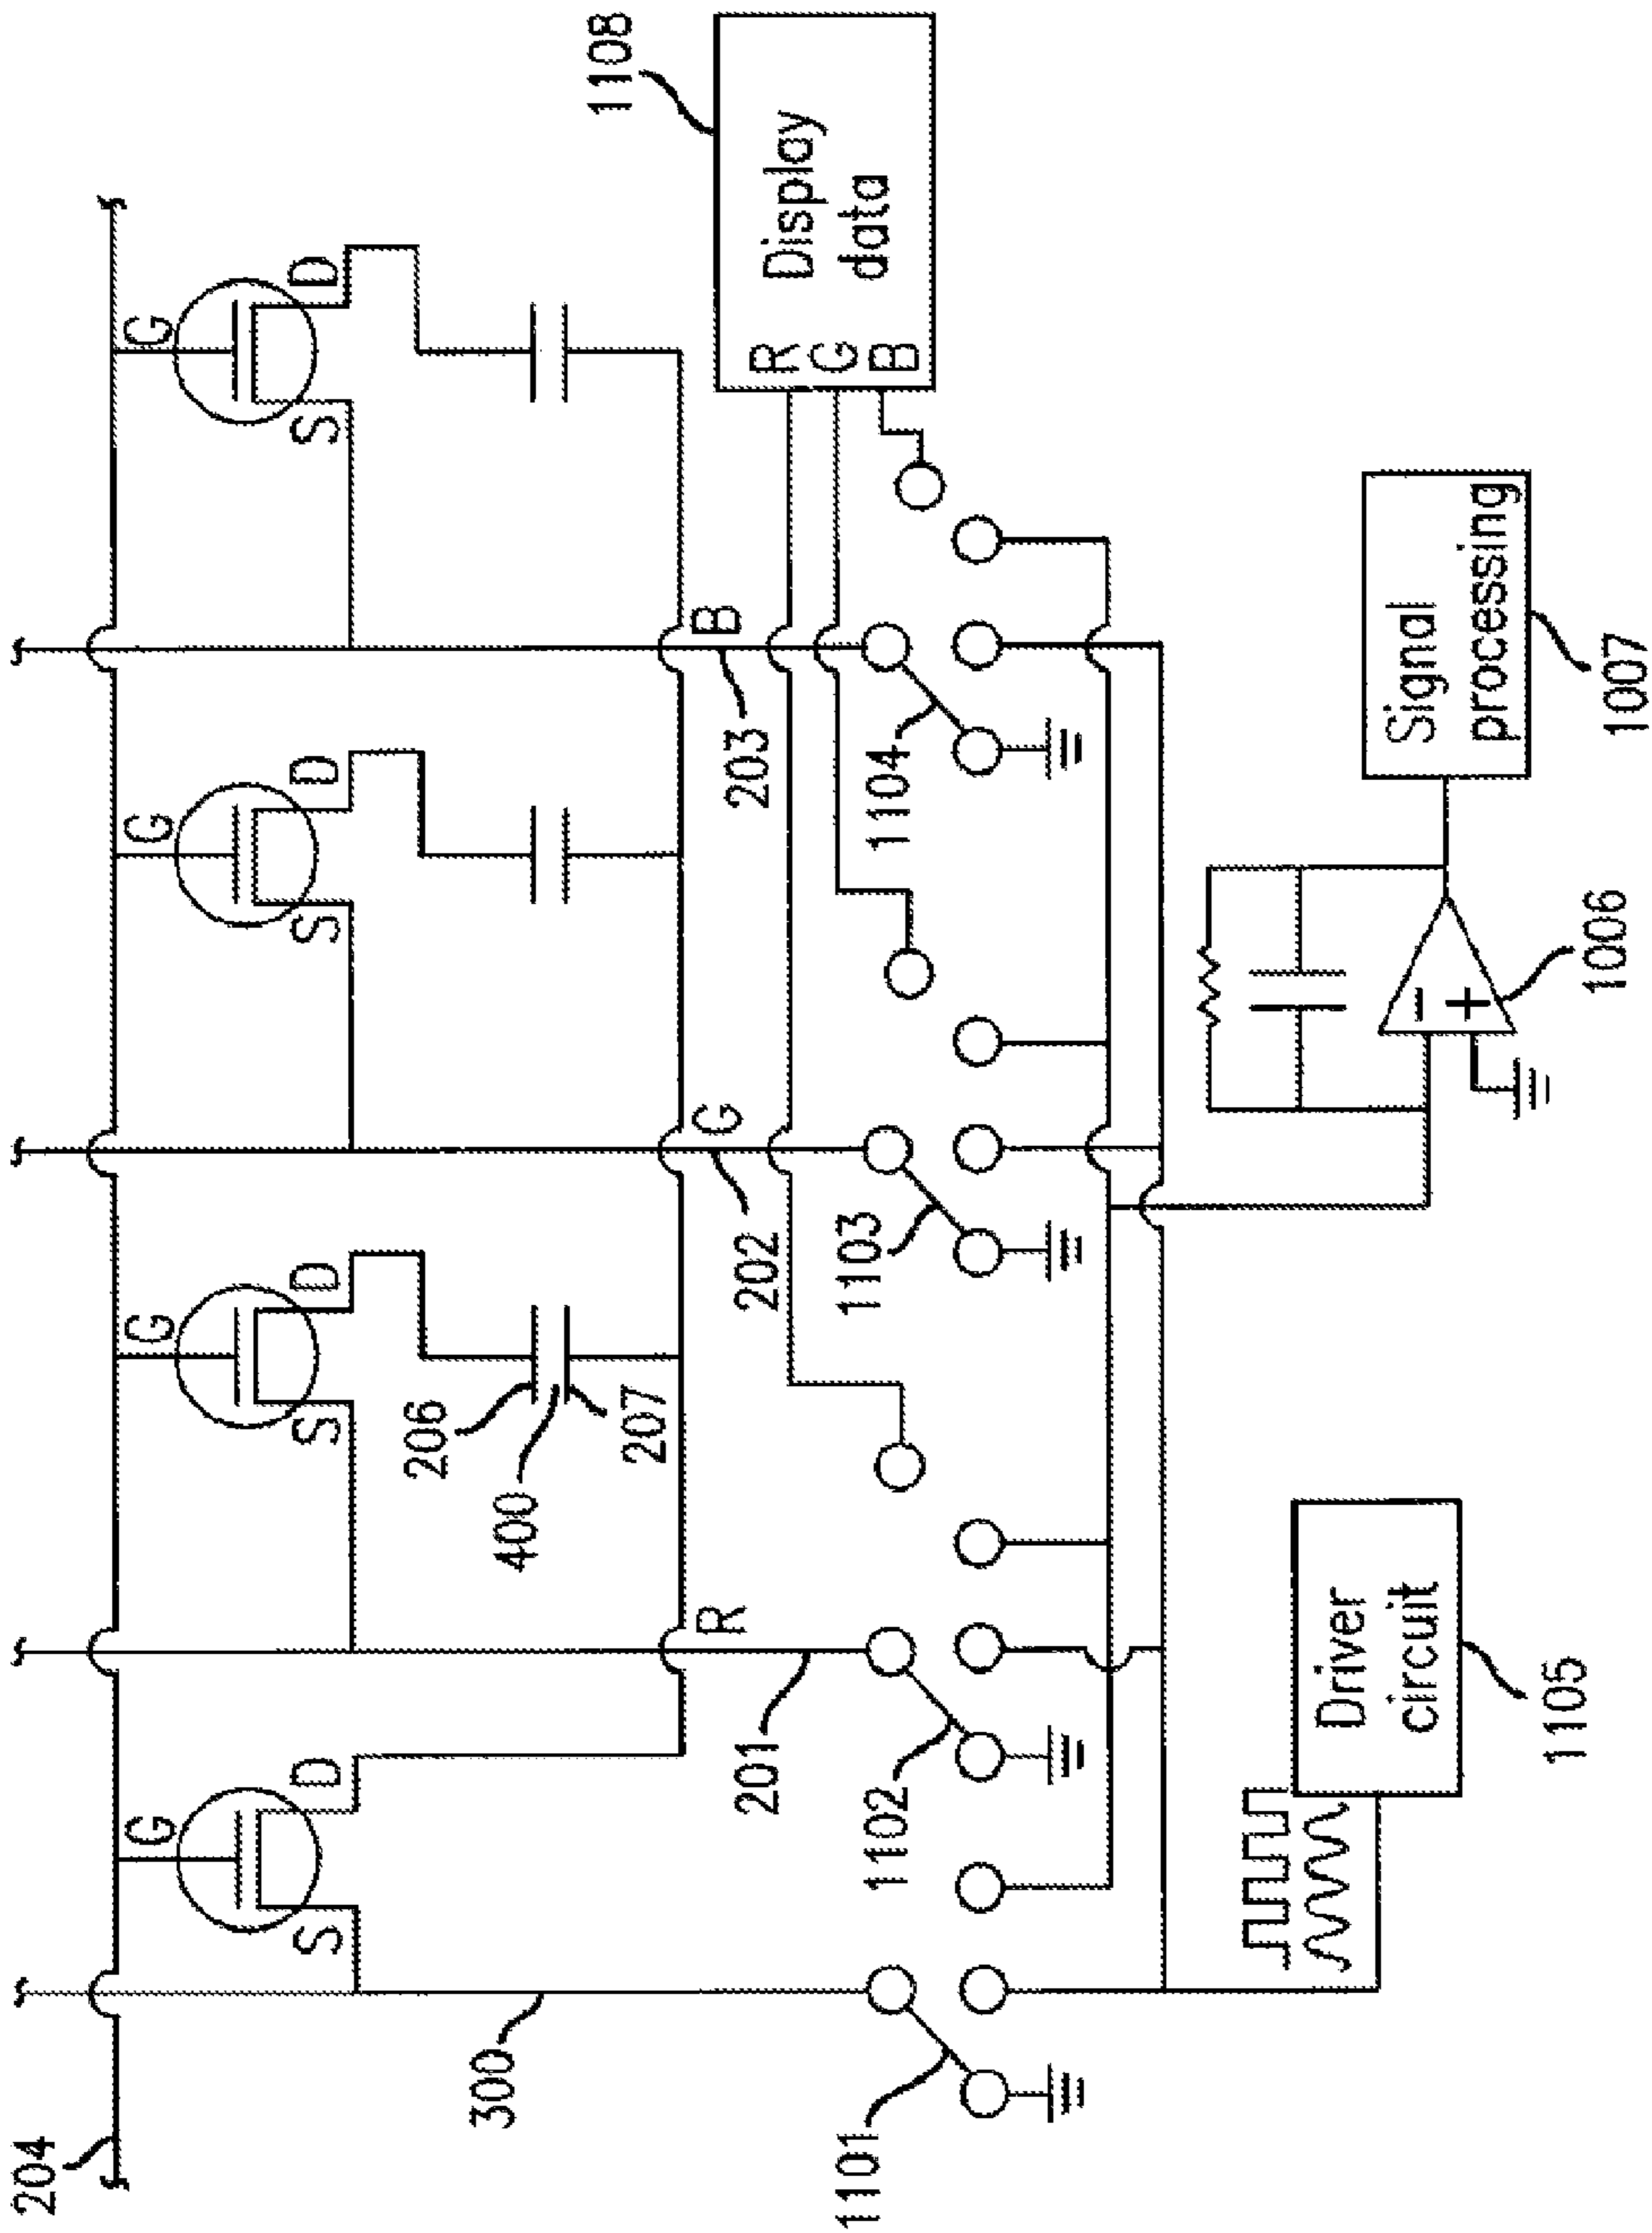 204
G
S
D
G
S
D
G
S
D
G
S
D
300
206
400
207
201
R
202
G
203
B
1108
Display
data
R
G
B
1101
1102
1103
1104
Driver
circuit
1105
−
+
1006
Signal
processing
1007